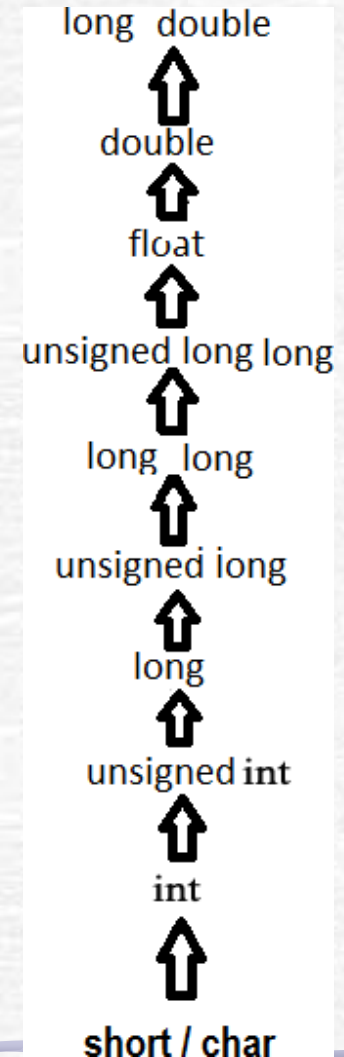 long double
double
float
unsigned long long
long long
unsigned long
long
unsigned int
int
short / char